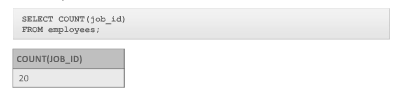 SELECT COUNT(job_id)
FROM employees;
COUNT(JOB_ID)
20